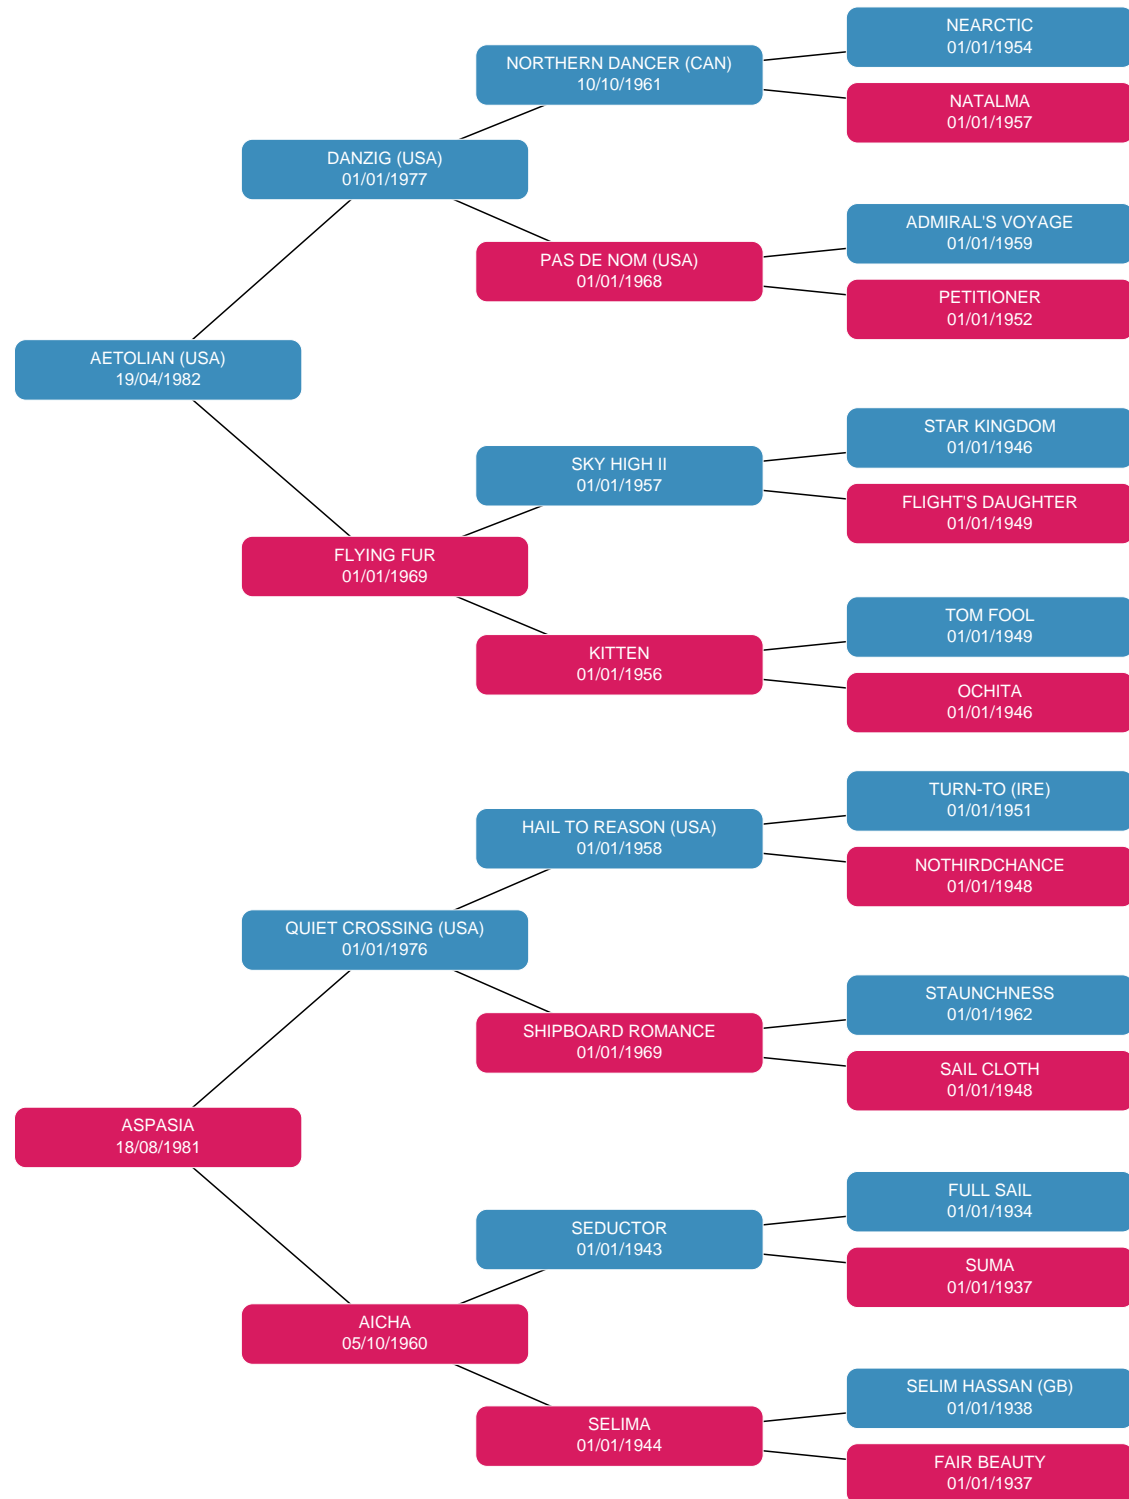 NEARCTIC
01/01/1954
NORTHERN DANCER (CAN)
10/10/1961
NATALMA
01/01/1957
DANZIG (USA)
01/01/1977
ADMIRAL'S VOYAGE
01/01/1959
PAS DE NOM (USA)
01/01/1968
PETITIONER
01/01/1952
AETOLIAN (USA)
19/04/1982
STAR KINGDOM
01/01/1946
SKY HIGH II
01/01/1957
FLIGHT'S DAUGHTER
01/01/1949
FLYING FUR
01/01/1969
TOM FOOL
01/01/1949
KITTEN
01/01/1956
OCHITA
01/01/1946
TURN-TO (IRE)
01/01/1951
HAIL TO REASON (USA)
01/01/1958
NOTHIRDCHANCE
01/01/1948
QUIET CROSSING (USA)
01/01/1976
STAUNCHNESS
01/01/1962
SHIPBOARD ROMANCE
01/01/1969
SAIL CLOTH
01/01/1948
ASPASIA
18/08/1981
FULL SAIL
01/01/1934
SEDUCTOR
01/01/1943
SUMA
01/01/1937
AICHA
05/10/1960
SELIM HASSAN (GB)
01/01/1938
SELIMA
01/01/1944
FAIR BEAUTY
01/01/1937